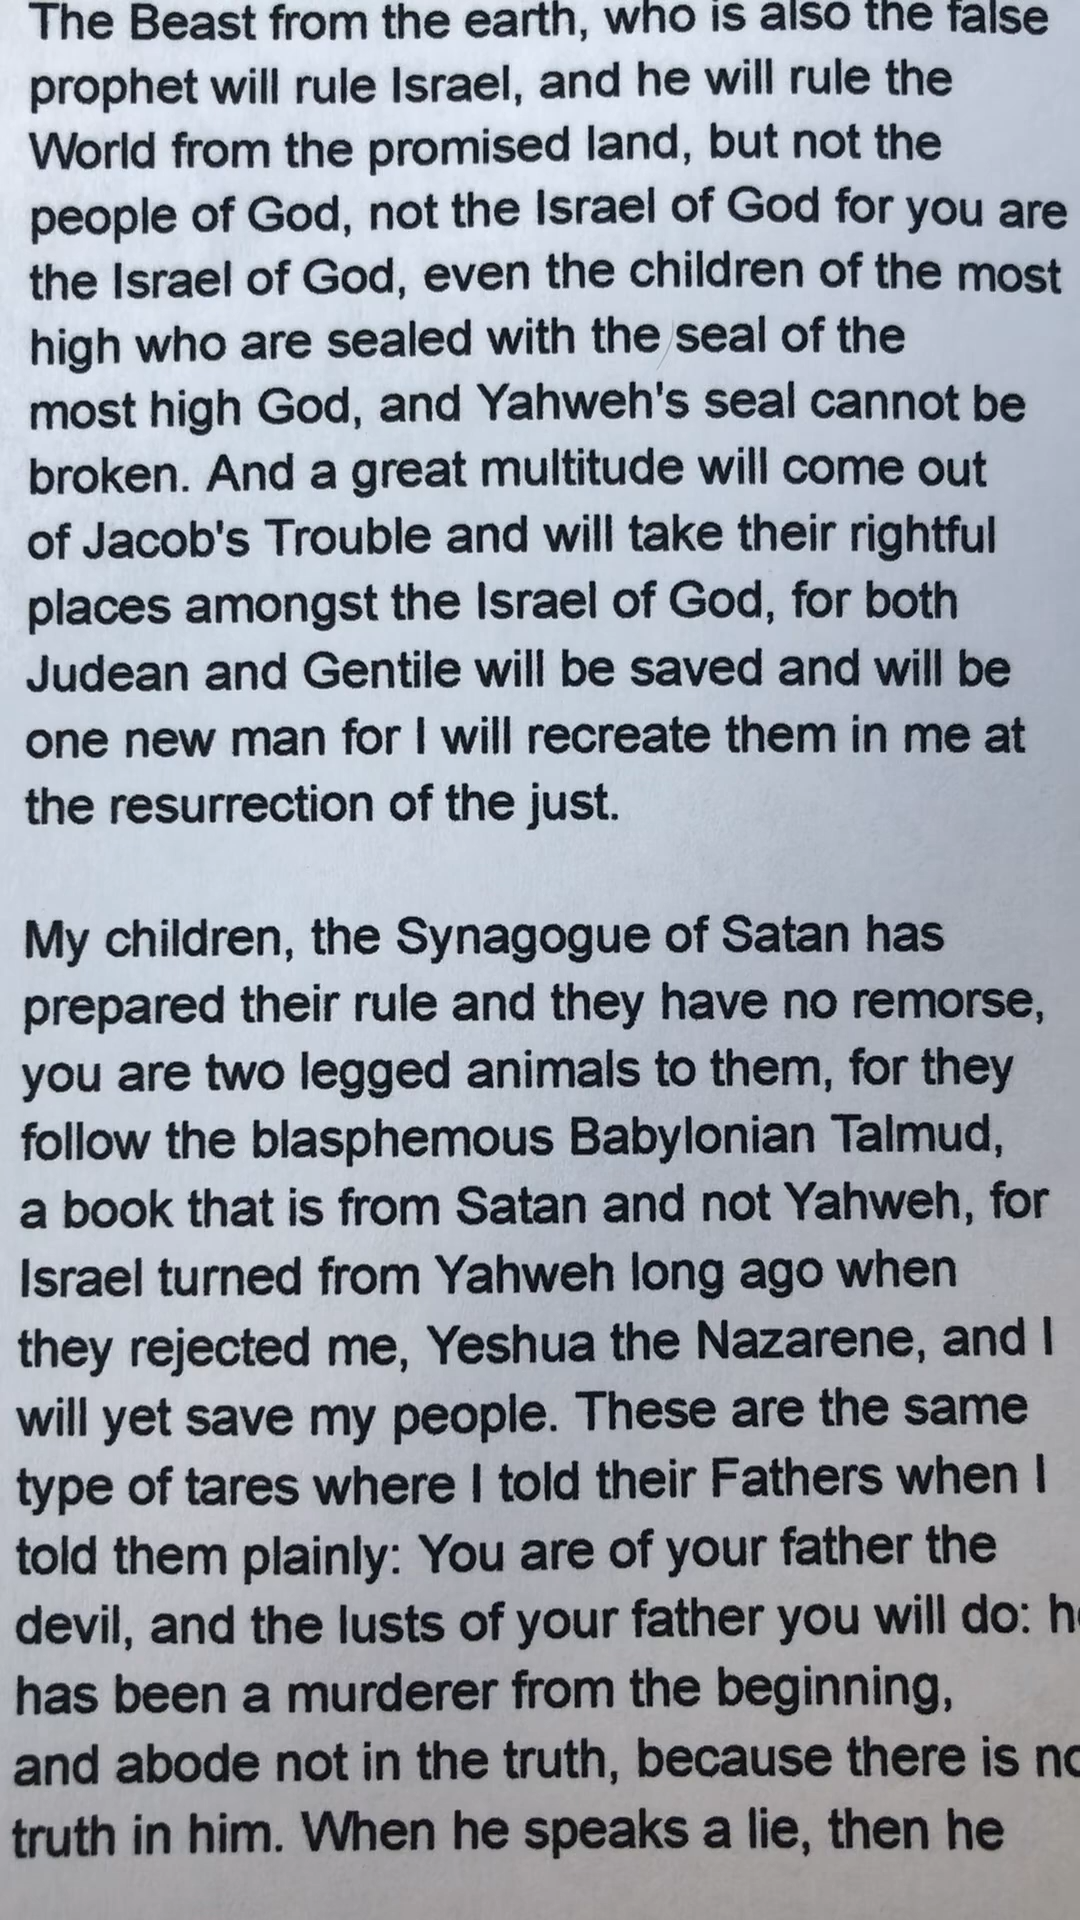 The Beast from the earth, who is also the false
prophet will rule Israel, and he will rule the
World from the promised land, but not the
people of God, not the Israel of God for you are
the Israel of God, even the children of the most
high who are sealed with the seal of the
most high God, and Yahweh's seal cannot be
broken. And a great multitude will come out
of Jacob's Trouble and will take their rightful
places amongst the Israel of God, for both
Judean and Gentile will be saved and will be
one new man for I will recreate them in me at
the resurrection of the just.
My children, the Synagogue of Satan has
prepared their rule and they have no remorse,
you are two legged animals to them, for they
follow the blasphemous Babylonian Talmud,
a book that is from Satan and not Yahweh, for
Israel turned from Yahweh long ago when
they rejected me, Yeshua the Nazarene, and I
will yet save my people. These are the same
type of tares where I told their Fathers when I
told them plainly: You are of your father the
devil, and the lusts of your father you will do:
has been a murderer from the beginning,
and abode not in the truth, because there is
truth in him. When he speaks a lie, then he